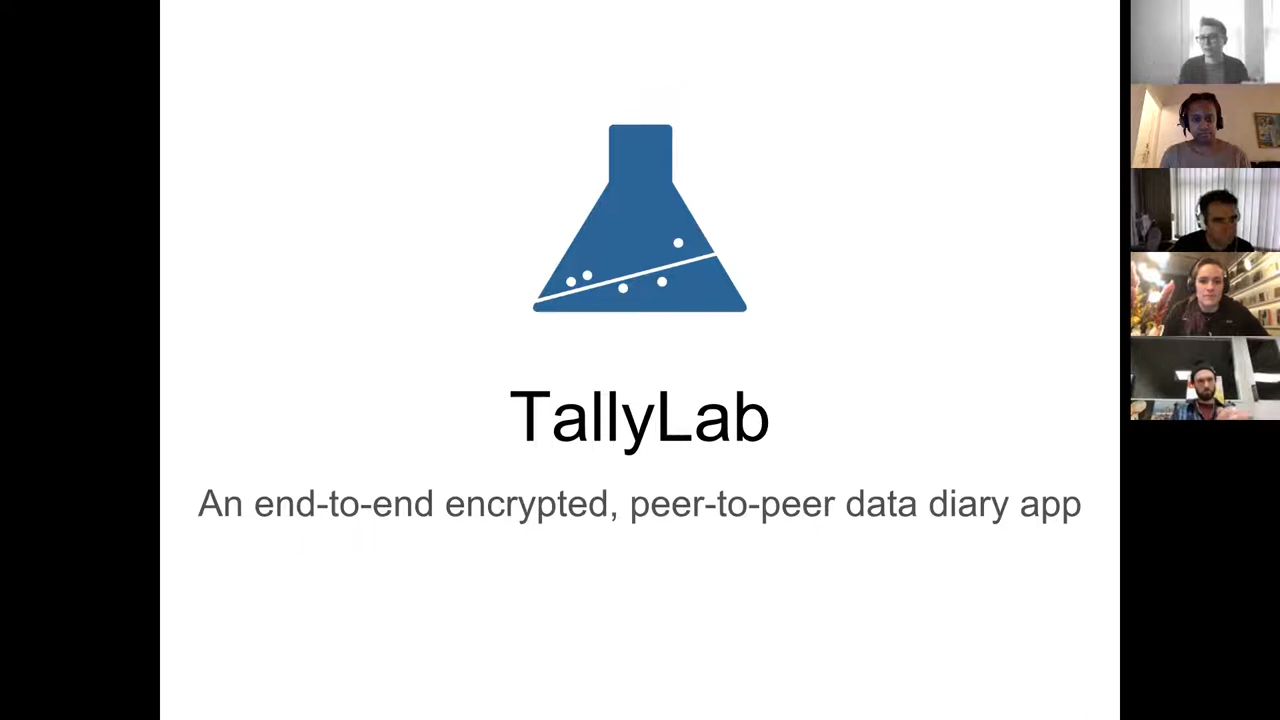 TallyLab
An end-to-end encrypted, peer-to-peer data diary app